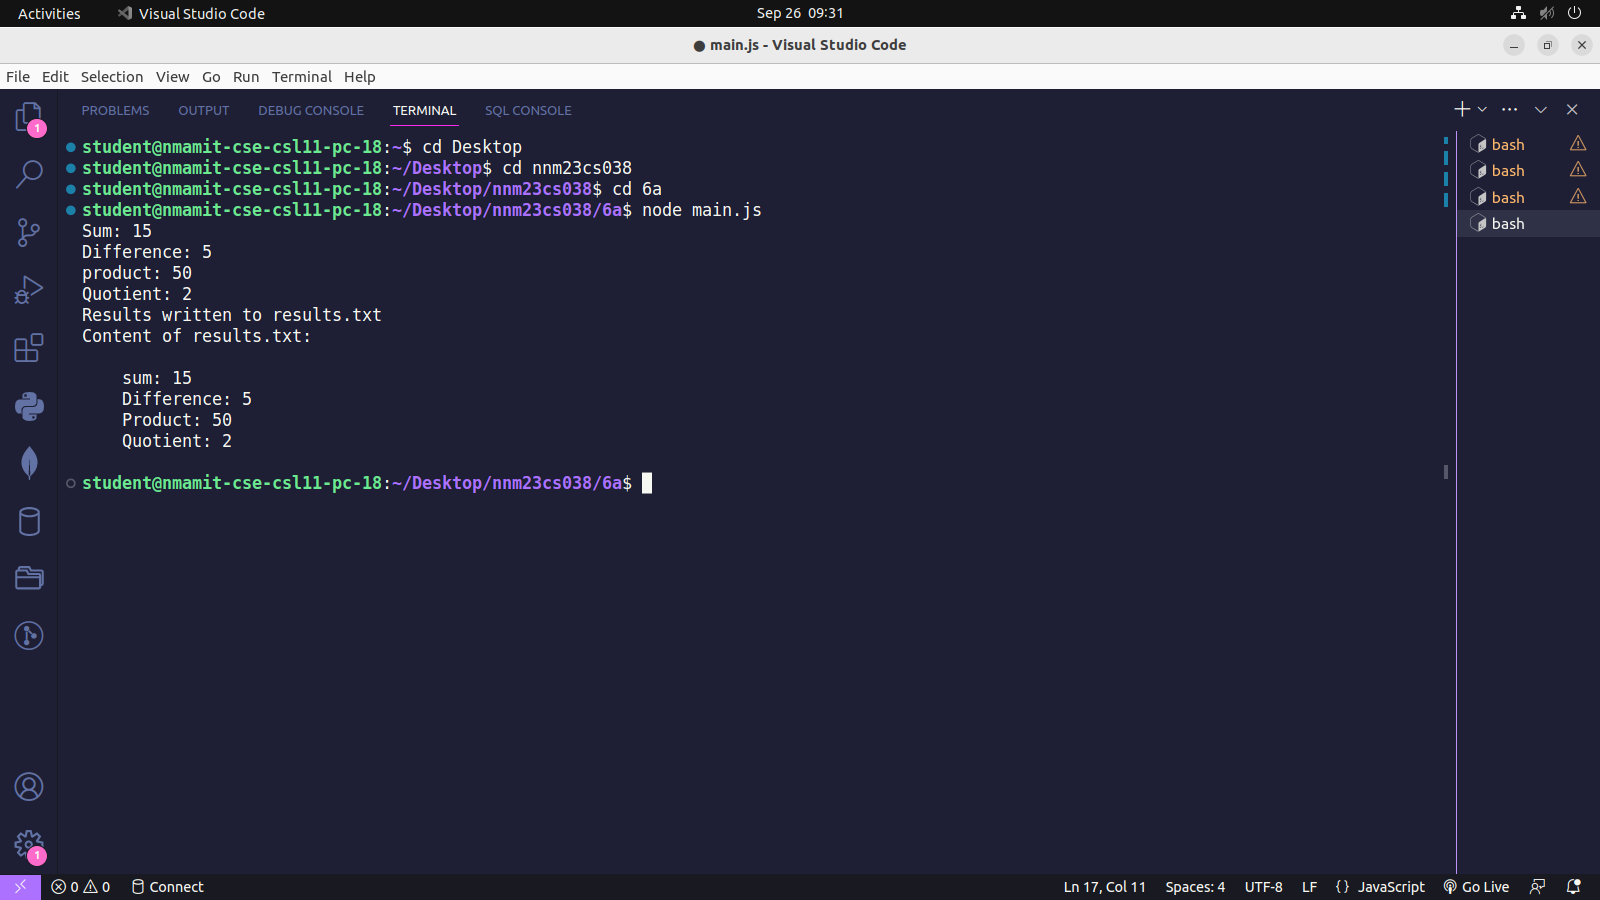 Activities Visual Studio Code Sep 26 09:31
● main.js - Visual Studio Code
File Edit Selection View Go Run Terminal Help
PROBLEMS OUTPUT DEBUG CONSOLE TERMINAL SQL CONSOLE
student@nmamit-cse-csl11-pc-18:~$ cd Desktop
student@nmamit-cse-csl11-pc-18:~/Desktop$ cd nnm23cs038
student@nmamit-cse-csl11-pc-18:~/Desktop/nnm23cs038$ cd 6a
student@nmamit-cse-csl11-pc-18:~/Desktop/nnm23cs038/6a$ node main.js
Sum: 15
Difference: 5
product: 50
Quotient: 2
Results written to results.txt
Content of results.txt:
sum: 15
Difference: 5
Product: 50
Quotient: 2
student@nmamit-cse-csl11-pc-18:~/Desktop/nnm23cs038/6a$
bash
bash
bash
bash
1
1
0 0 Connect Ln 17, Col 11 Spaces: 4 UTF-8 LF {} JavaScript Go Live